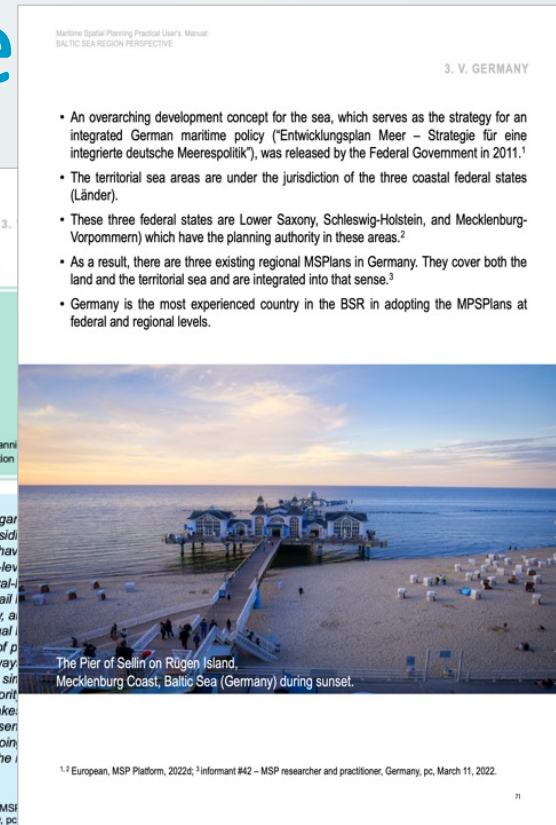 e
Maritime Spatial Planning Practical User's Manual:
BALTIC SEA REGION PERSPECTIVE
3. V. GERMANY
• An overarching development concept for the sea, which serves as the strategy for an
integrated German maritime policy (“Entwicklungsplan Meer – Strategie für eine
integrierte deutsche Meerespolitik”), was released by the Federal Government in 2011.¹
• The territorial sea areas are under the jurisdiction of the three coastal federal states
(Länder).
• These three federal states are Lower Saxony, Schleswig-Holstein, and Mecklenburg-
Vorpommern) which have the planning authority in these areas.²
• As a result, there are three existing regional MSPlans in Germany. They cover both the
land and the territorial sea and are integrated into that sense.³
• Germany is the most experienced country in the BSR in adopting the MPSPlans at
federal and regional levels.
The Pier of Sellin on Rügen Island,
Mecklenburg Coast, Baltic Sea (Germany) during sunset.
¹,² European, MSP Platform, 2022d; ³ informant #42 – MSP researcher and practitioner, Germany, pc, March 11, 2022.
71